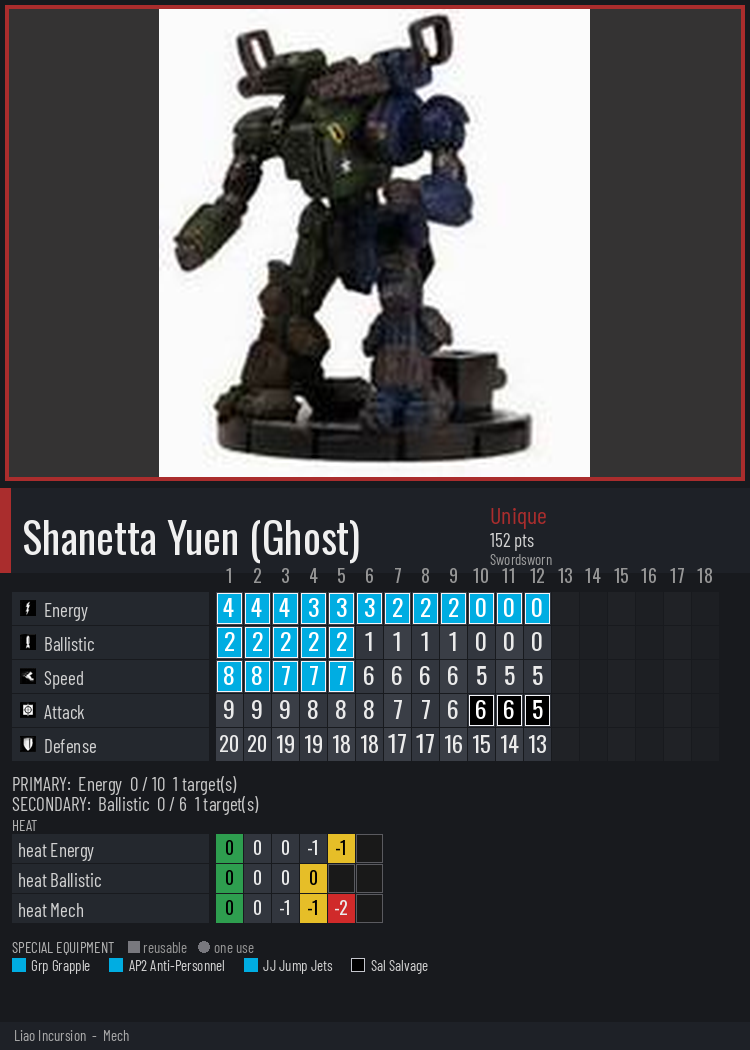 Shanetta Yuen (Ghost)
Unique
152 pts
Swordsworn
1 2 3 4 5 6 7 8 9 10 11 12 13 14 15 16 17 18
Energy 4 4 4 3 3 3 2 2 2 0 0 0
Ballistic 2 2 2 2 2 1 1 1 1 0 0 0
Speed 8 8 7 7 7 6 6 6 6 5 5 5
Attack 9 9 9 8 8 8 7 7 6 6 6 5
Defense 20 20 19 19 18 18 17 17 16 15 14 13
PRIMARY: Energy 0 / 10 1 target(s)
SECONDARY: Ballistic 0 / 6 1 target(s)
HEAT
heat Energy 0 0 0 -1 -1
heat Ballistic 0 0 0 0
heat Mech 0 0 -1 -1 -2
SPECIAL EQUIPMENT reusable one use
Grp Grapple AP2 Anti-Personnel JJ Jump Jets Sal Salvage
Liao Incursion - Mech